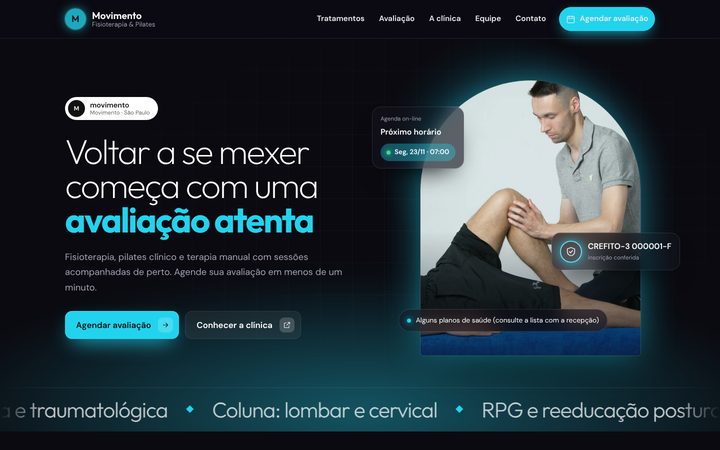 M
Movimento
Fisioterapia & Pilates
Tratamentos
Avaliação
A clínica
Equipe
Contato
Agendar avaliação
M
movimento
Movimento · São Paulo
Voltar a se mexer
começa com uma
avaliação atenta
Fisioterapia, pilates clínico e terapia manual com sessões
acompanhadas de perto. Agende sua avaliação em menos de um
minuto.
Agendar avaliação
Conhecer a clínica
Agenda on-line
Próximo horário
Seg, 23/11 · 07:00
CREFITO-3 000001-F
Inscrição conferida
Alguns planos de saúde (consulte a lista com a recepção)
a e traumatológica
Coluna: lombar e cervical
RPG e reeducação postura